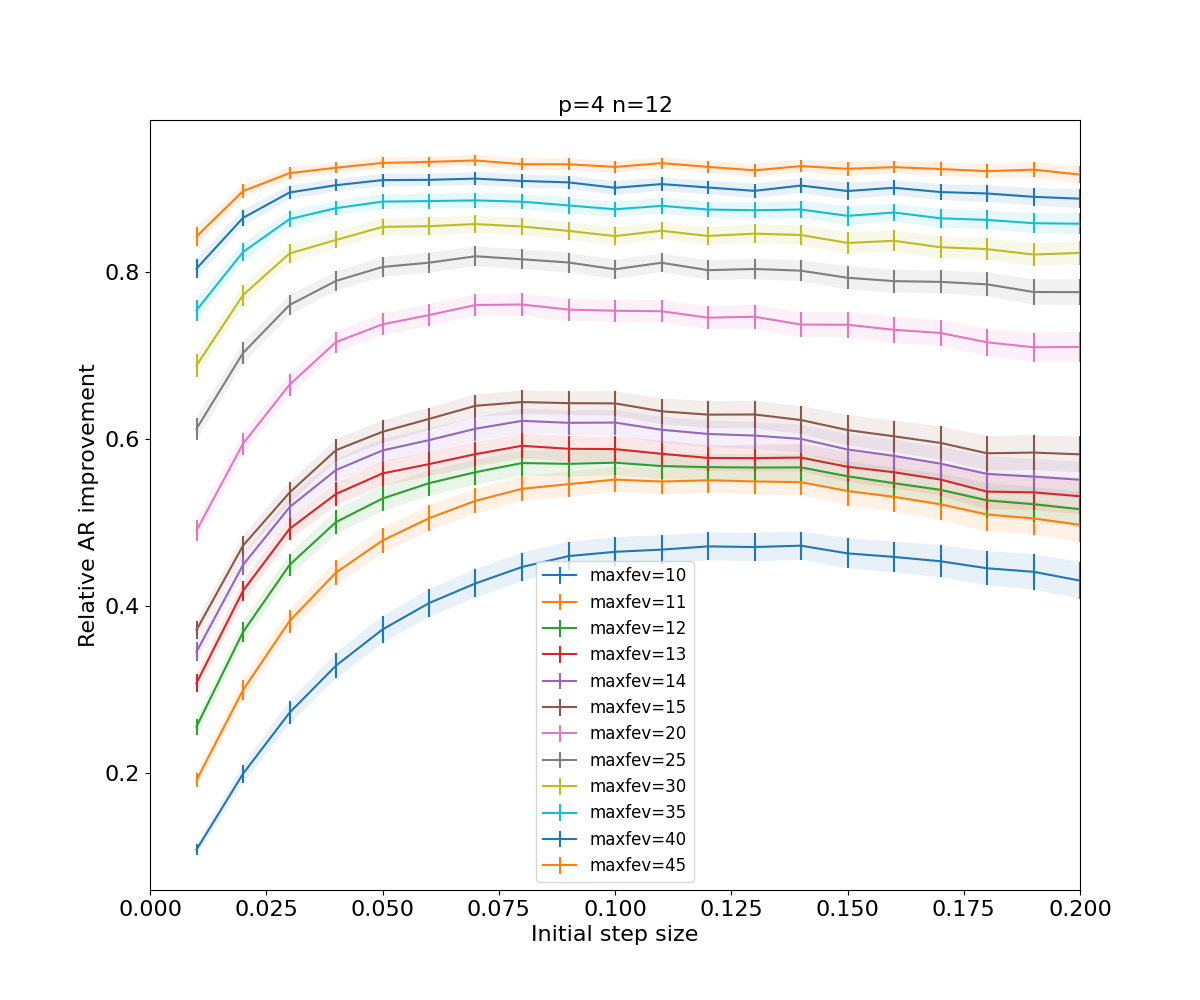 p=4 n=12
Relative AR improvement
0.8
0.6
0.4
0.2
maxfev=10
maxfev=11
maxfev=12
maxfev=13
maxfev=14
maxfev=15
maxfev=20
maxfev=25
maxfev=30
maxfev=35
maxfev=40
maxfev=45
0.000 0.025 0.050 0.075 0.100 0.125 0.150 0.175 0.200
Initial step size